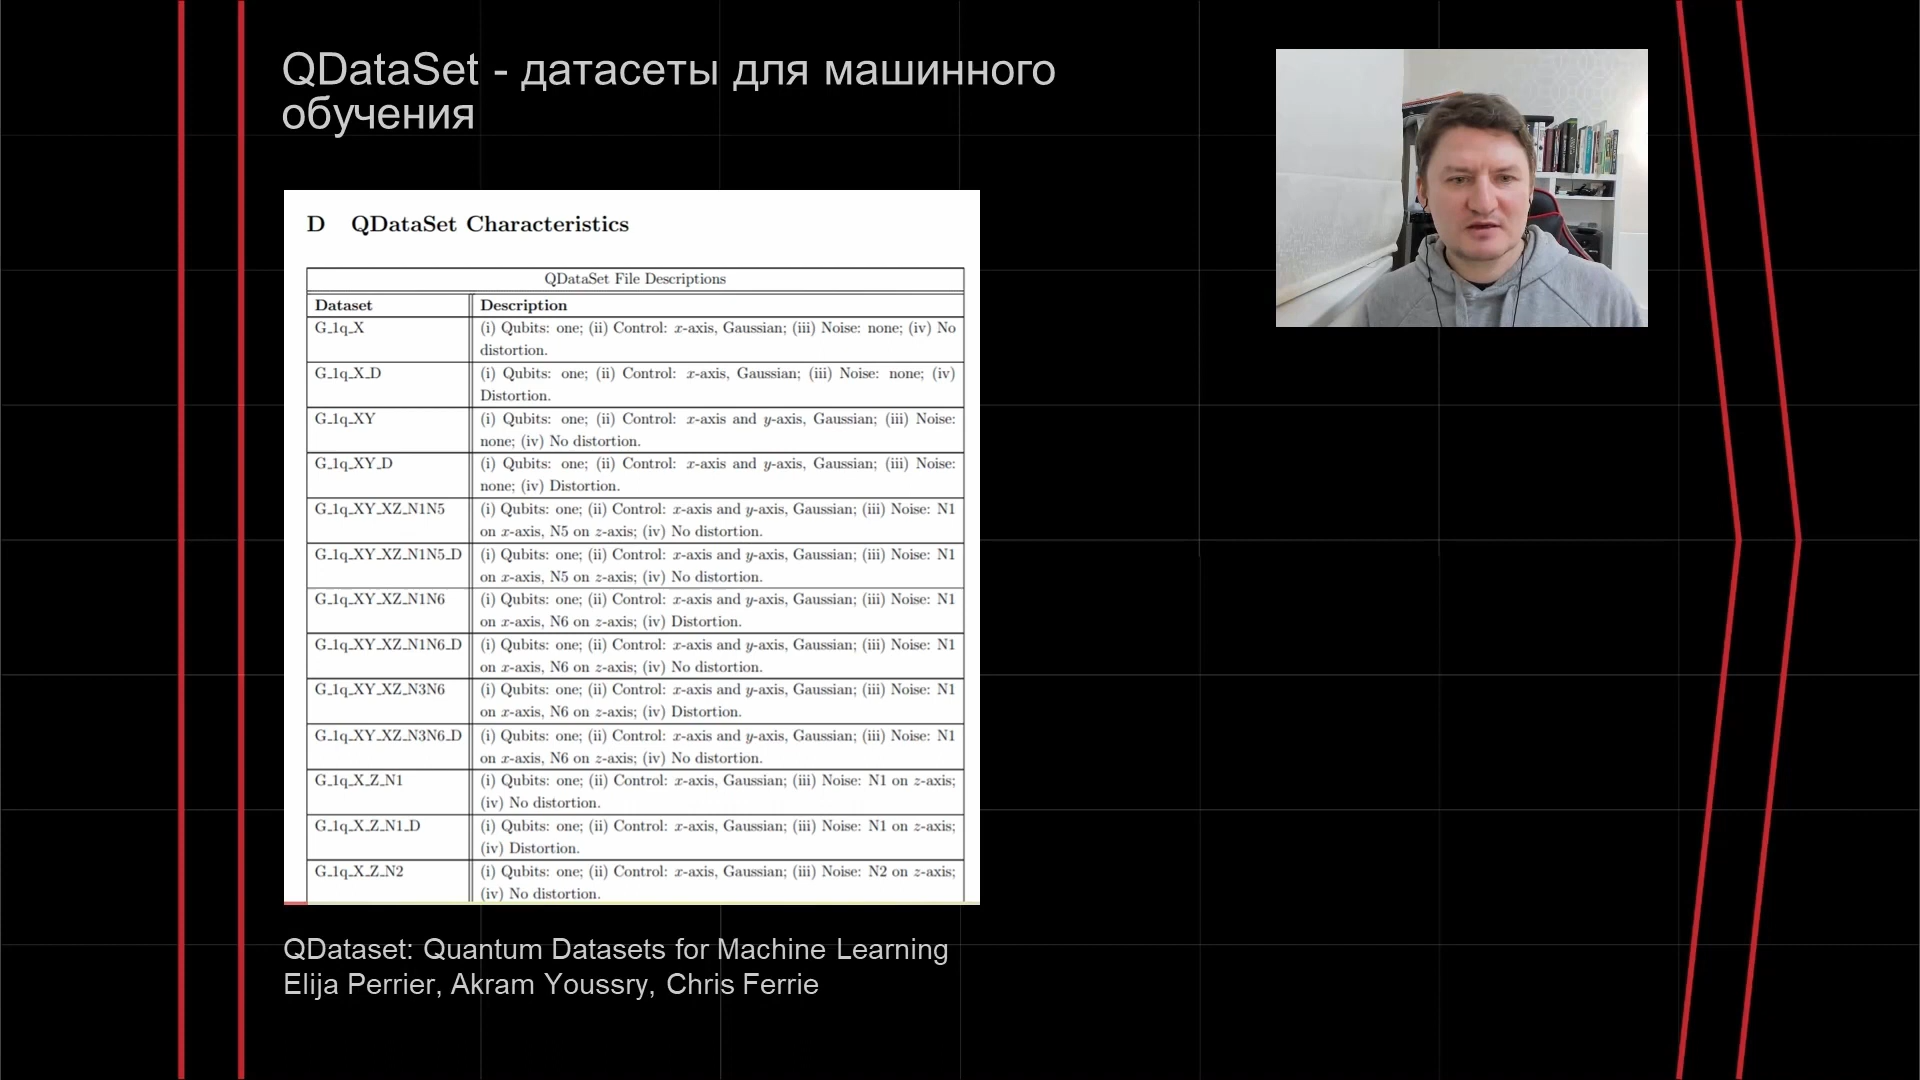 QDataSet - датасеты для машинного
обучения
D QDataSet Characteristics
QDataSet File Descriptions
Dataset Description
G_1q_X (i) Qubits: one; (ii) Control: x-axis, Gaussian; (iii) Noise: none; (iv) No
distortion.
G_1q_X_D (i) Qubits: one; (ii) Control: x-axis, Gaussian; (iii) Noise: none; (iv)
Distortion.
G_1q_XY (i) Qubits: one; (ii) Control: x-axis and y-axis, Gaussian; (iii) Noise:
none; (iv) No distortion.
G_1q_XY_D (i) Qubits: one; (ii) Control: x-axis and y-axis, Gaussian; (iii) Noise:
none; (iv) Distortion.
G_1q_XY_XZ_N1N5 (i) Qubits: one; (ii) Control: x-axis and y-axis, Gaussian; (iii) Noise: N1
on x-axis, N5 on z-axis; (iv) No distortion.
G_1q_XY_XZ_N1N5_D (i) Qubits: one; (ii) Control: x-axis and y-axis, Gaussian; (iii) Noise: N1
on x-axis, N5 on z-axis; (iv) No distortion.
G_1q_XY_XZ_N1N6 (i) Qubits: one; (ii) Control: x-axis and y-axis, Gaussian; (iii) Noise: N1
on x-axis, N6 on z-axis; (iv) Distortion.
G_1q_XY_XZ_N1N6_D (i) Qubits: one; (ii) Control: x-axis and y-axis, Gaussian; (iii) Noise: N1
on x-axis, N6 on z-axis; (iv) No distortion.
G_1q_XY_XZ_N3N6 (i) Qubits: one; (ii) Control: x-axis and y-axis, Gaussian; (iii) Noise: N1
on x-axis, N6 on z-axis; (iv) Distortion.
G_1q_XY_XZ_N3N6_D (i) Qubits: one; (ii) Control: x-axis and y-axis, Gaussian; (iii) Noise: N1
on x-axis, N6 on z-axis; (iv) No distortion.
G_1q_X_Z_N1 (i) Qubits: one; (ii) Control: x-axis, Gaussian; (iii) Noise: N1 on z-axis;
(iv) No distortion.
G_1q_X_Z_N1_D (i) Qubits: one; (ii) Control: x-axis, Gaussian; (iii) Noise: N1 on z-axis;
(iv) Distortion.
G_1q_X_Z_N2 (i) Qubits: one; (ii) Control: x-axis, Gaussian; (iii) Noise: N2 on z-axis;
(iv) No distortion.
QDataset: Quantum Datasets for Machine Learning
Elija Perrier, Akram Youssry, Chris Ferrie